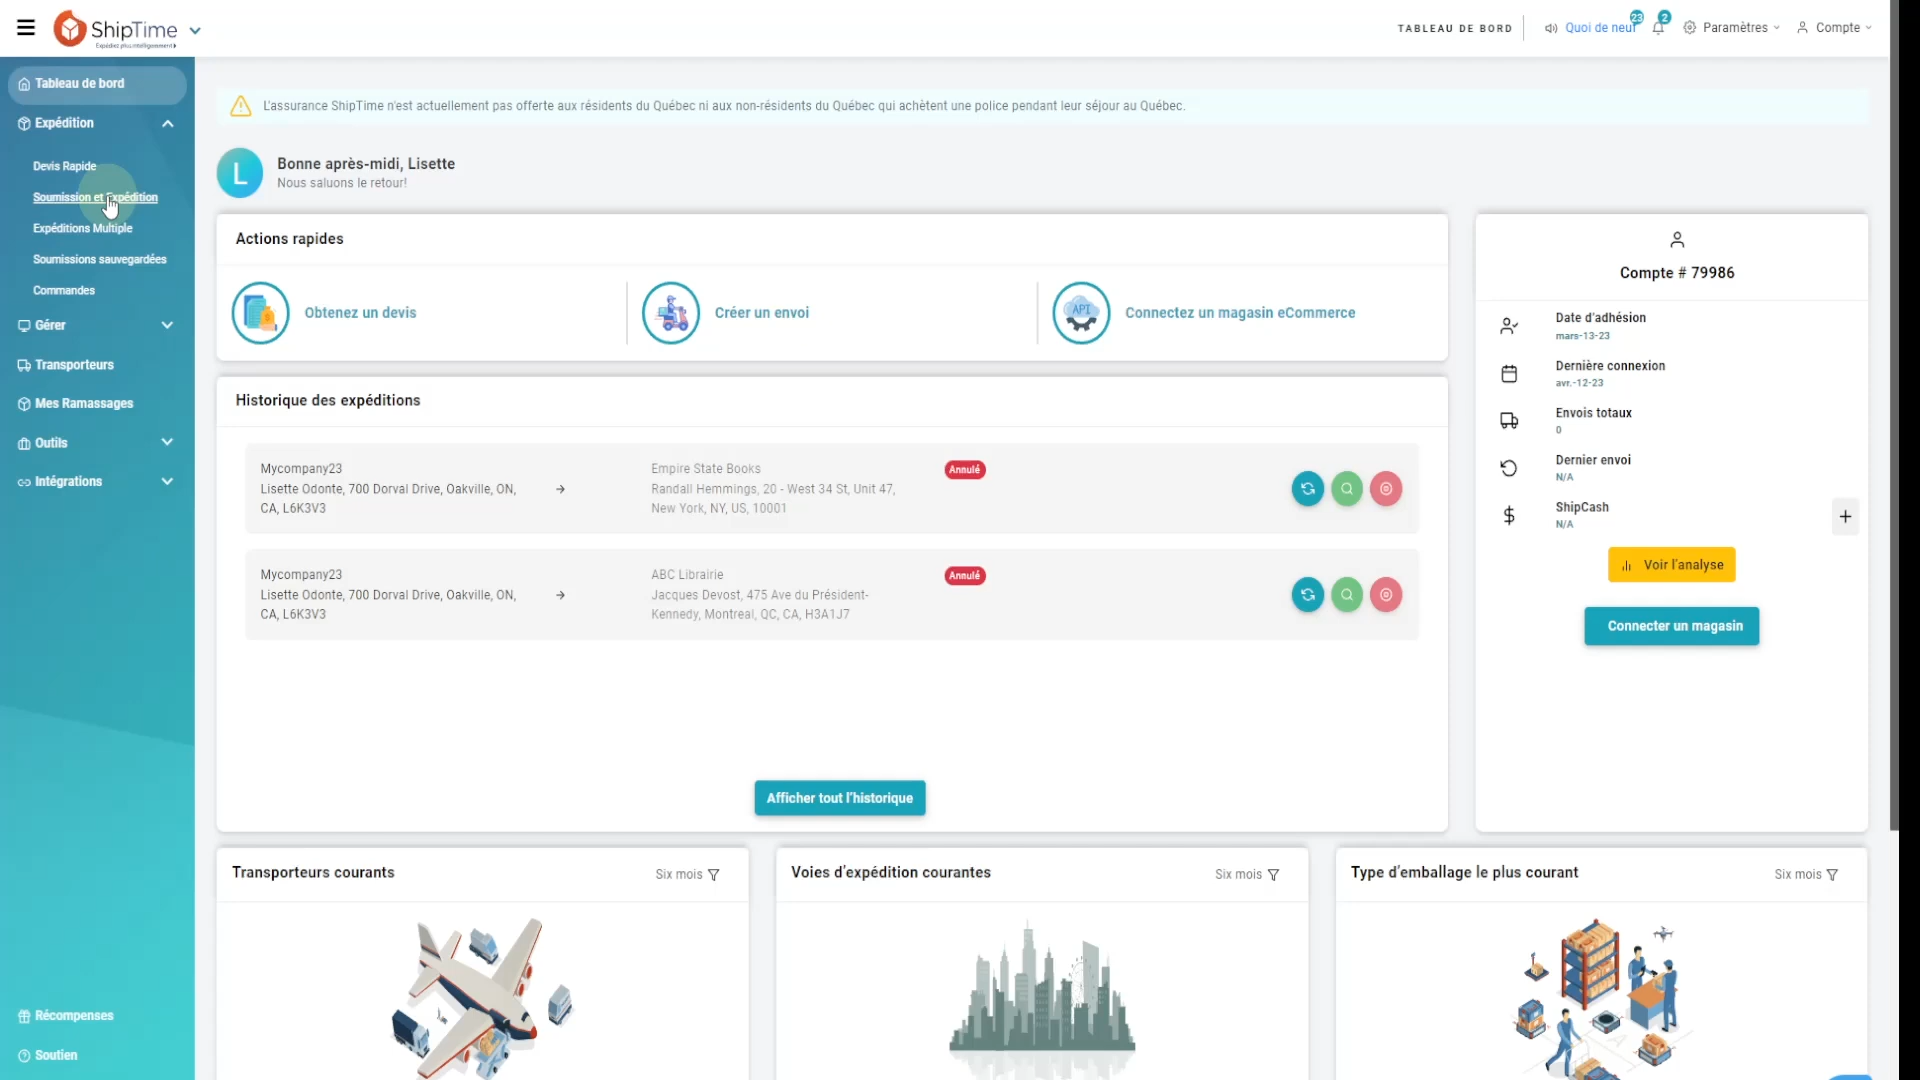 ShipTime
Expédiez plus intelligemment
TABLEAU DE BORD
Quoi de neuf
23
2
Paramètres
Compte
Tableau de bord
Expédition
Devis Rapide
Soumission et Expédition
Expéditions Multiple
Soumissions sauvegardées
Commandes
Gérer
Transporteurs
Mes Ramassages
Outils
Intégrations
Récompenses
Soutien
L'assurance ShipTime n'est actuellement pas offerte aux résidents du Québec ni aux non-résidents du Québec qui achètent une police pendant leur séjour au Québec.
L
Bonne après-midi, Lisette
Nous saluons le retour!
Actions rapides
Obtenez un devis
Créer un envoi
API
Connectez un magasin eCommerce
Historique des expéditions
Mycompany23
Lisette Odonte, 700 Dorval Drive, Oakville, ON,
CA, L6K3V3
Empire State Books
Randall Hemmings, 20 - West 34 St, Unit 47,
New York, NY, US, 10001
Annulé
Mycompany23
Lisette Odonte, 700 Dorval Drive, Oakville, ON,
CA, L6K3V3
ABC Librairie
Jacques Devost, 475 Ave du Président-
Kennedy, Montreal, QC, CA, H3A1J7
Annulé
Afficher tout l'historique
Compte # 79986
Date d'adhésion
mars-13-23
Dernière connexion
avr.-12-23
Envois totaux
0
Dernier envoi
N/A
ShipCash
N/A
+
Voir l'analyse
Connecter un magasin
Transporteurs courants
Six mois
Voies d'expédition courantes
Six mois
Type d'emballage le plus courant
Six mois